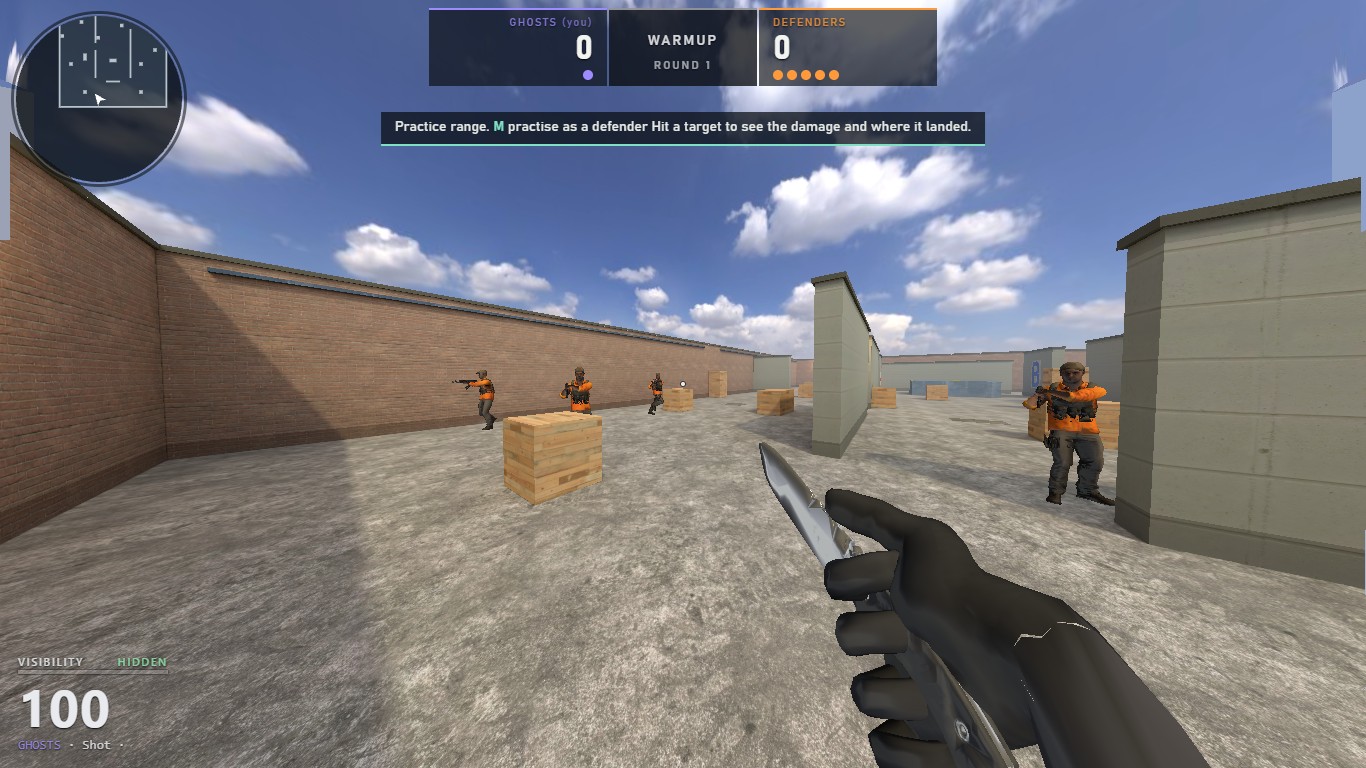 GHOSTS (you)
0
WARMUP
ROUND 1
DEFENDERS
0
Practice range. M practise as a defender Hit a target to see the damage and where it landed.
VISIBILITY HIDDEN
100
GHOSTS · Shot ·